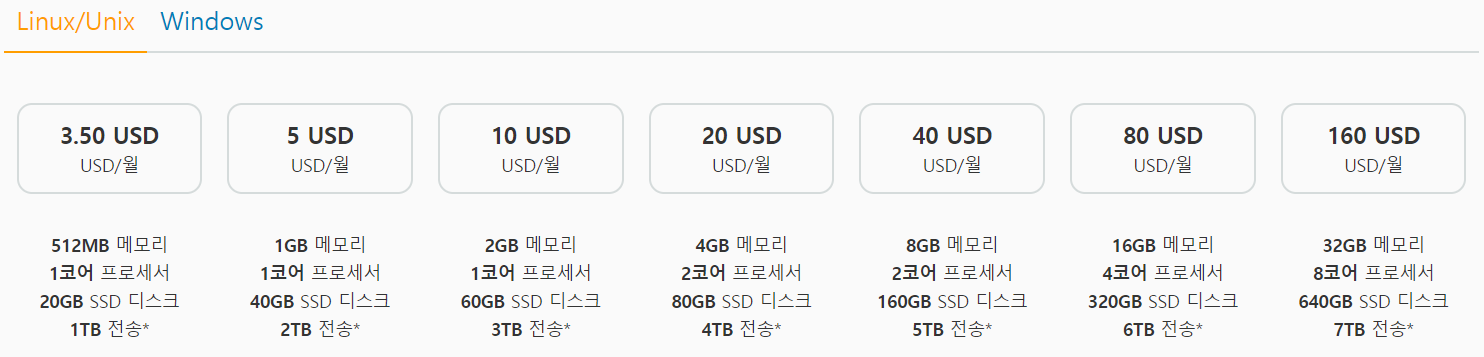 Linux/Unix Windows
3.50 USD
USD/월
5 USD
USD/월
10 USD
USD/월
20 USD
USD/월
40 USD
USD/월
80 USD
USD/월
160 USD
USD/월
512MB 메모리
1코어 프로세서
20GB SSD 디스크
1TB 전송*
1GB 메모리
1코어 프로세서
40GB SSD 디스크
2TB 전송*
2GB 메모리
1코어 프로세서
60GB SSD 디스크
3TB 전송*
4GB 메모리
2코어 프로세서
80GB SSD 디스크
4TB 전송*
8GB 메모리
2코어 프로세서
160GB SSD 디스크
5TB 전송*
16GB 메모리
4코어 프로세서
320GB SSD 디스크
6TB 전송*
32GB 메모리
8코어 프로세서
640GB SSD 디스크
7TB 전송*